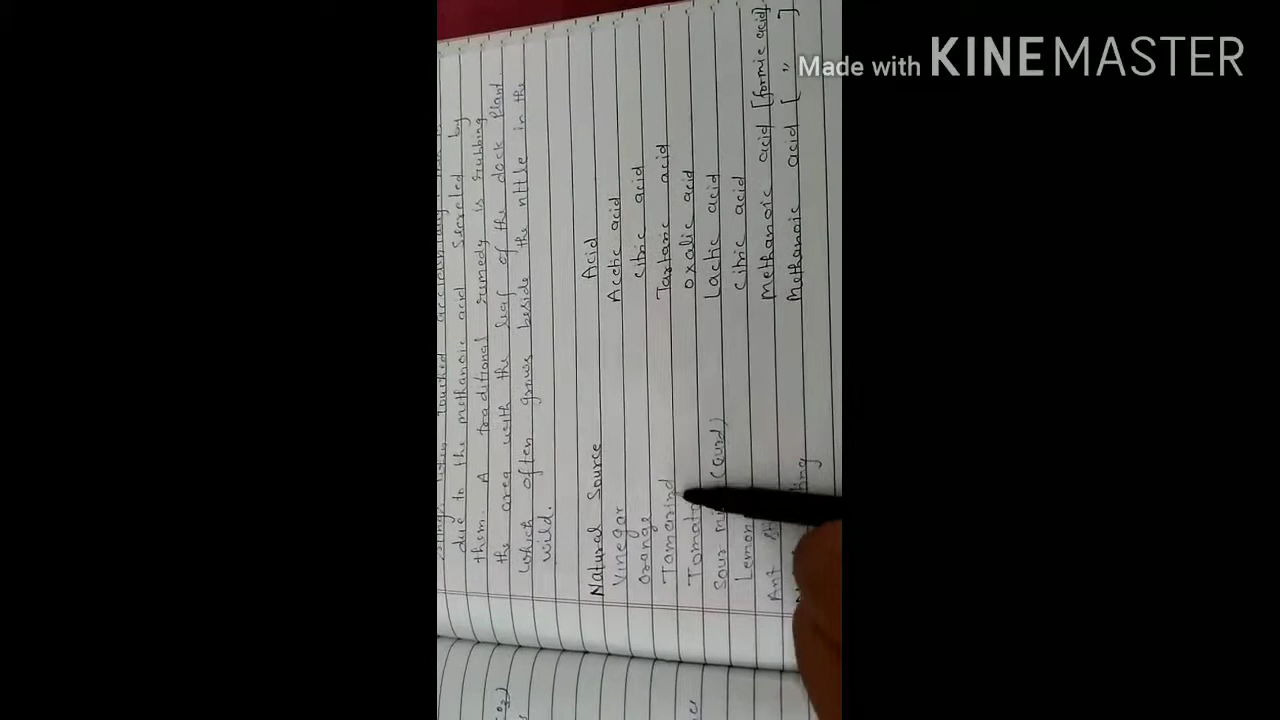 Made with KINEMASTER
due to the methanoic acid secreted by
them. A traditional rumedy is rubbing
the area with the leaf of the dock plant
which often grows beside the nttle in the
wild.
Natural Source Acid
Vinegar Acetic acid
orange citric acid
Tamarind Tartaric acid
Tomato oxalic acid
Sour milk (curd) Lactic acid
Lemon citric acid
Ant methanoic acid [formic acid]
Methanoic acid [ " ]